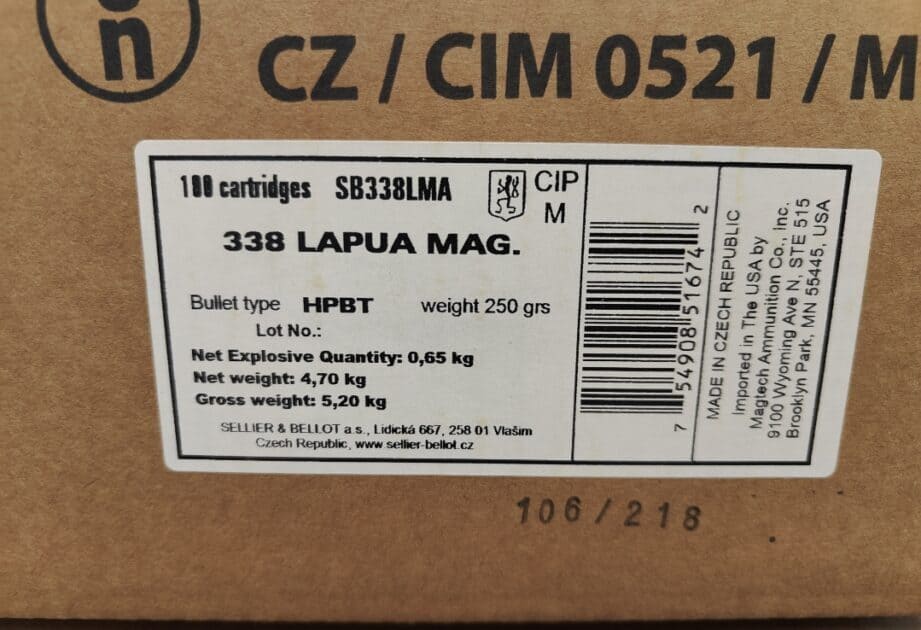 un
CZ / CIM 0521 / M
100 cartridges SB338LMA
CIP
M
338 LAPUA MAG.
Bullet type HPBT weight 250 grs
Lot No.:
Net Explosive Quantity: 0,65 kg
Net weight: 4,70 kg
Gross weight: 5,20 kg
SELLIER & BELLOT a.s., Lidická 667, 258 01 Vlašim
Czech Republic, www.sellier-bellot.cz
7 54908 51674 2
MADE IN CZECH REPUBLIC
Imported in The USA by
Magtech Ammunition Co., Inc.
9100 Wyoming Ave N, STE 515
Brooklyn Park, MN 55445, USA
106/218